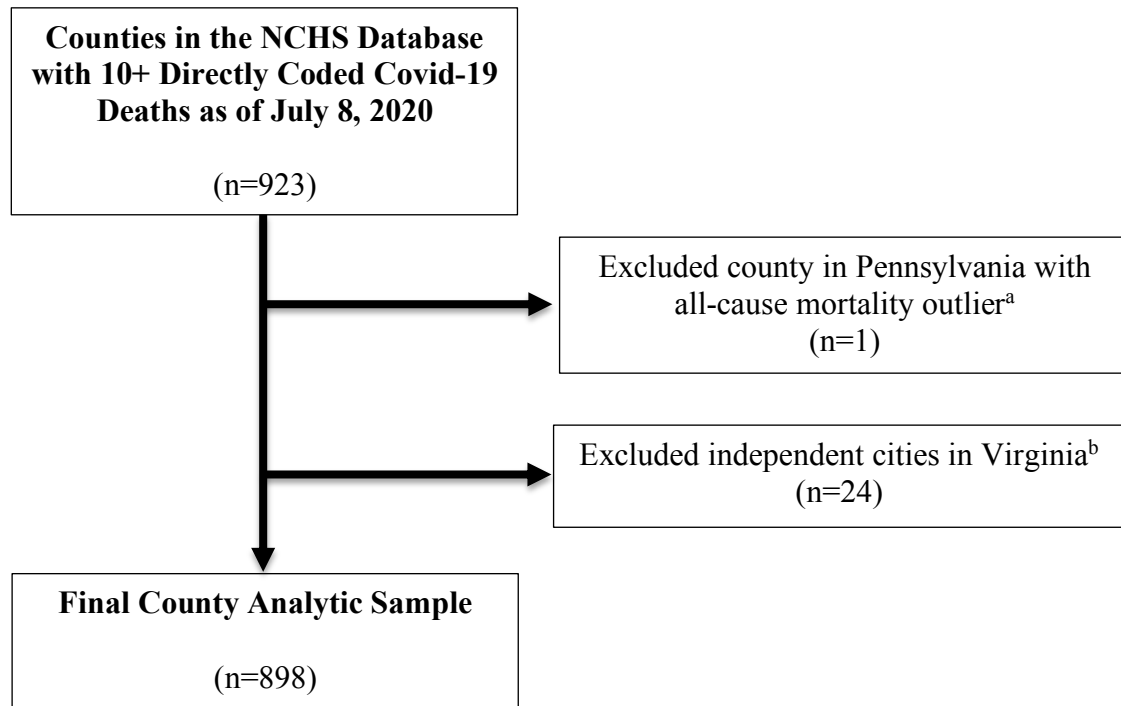 Counties in the NCHS Database
with 10+ Directly Coded Covid-19
Deaths as of July 8, 2020
(n=923)
Excluded county in Pennsylvania with
all-cause mortality outlierᵃ
(n=1)
Excluded independent cities in Virginiaᵇ
(n=24)
Final County Analytic Sample
(n=898)